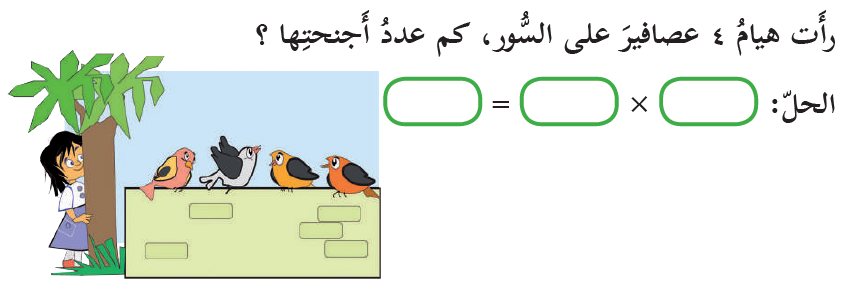 رأَت هيامُ ٤ عصافيرَ على السُّور، كم عددُ أَجنحتِها ؟
الحلّ: × =